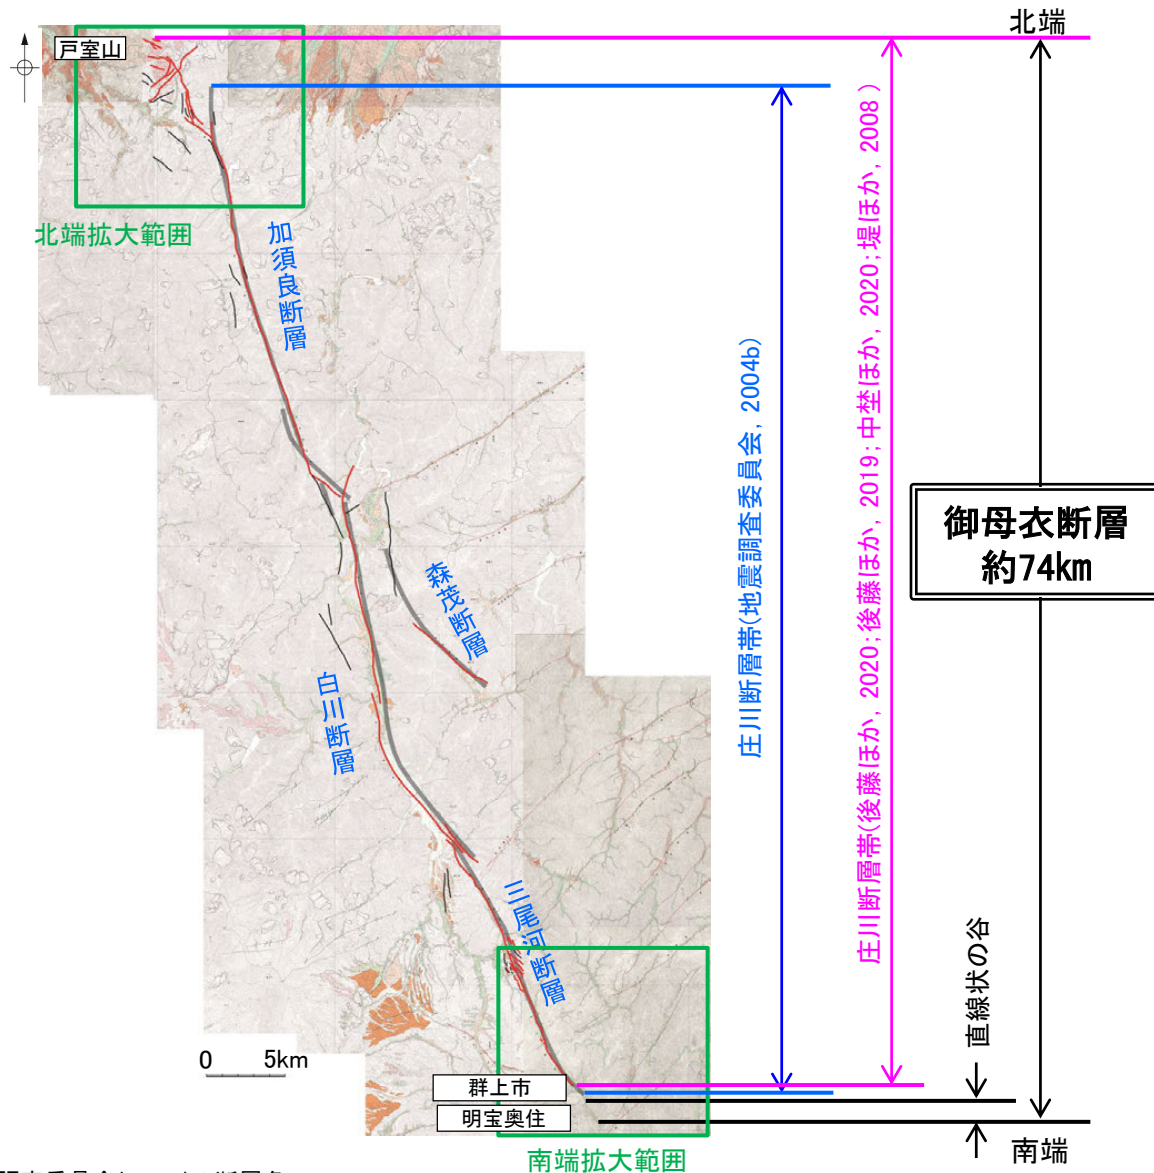 北端
戸室山
北端拡大範囲
加須良断層
森茂断層
白川断層
三尾河断層
庄川断層帯(地震調査委員会, 2004b)
庄川断層帯(後藤ほか, 2020;後藤ほか, 2019;中埜ほか, 2020;堤ほか, 2008 )
御母衣断層
約74km
直線状の谷
0 5km
群上市
明宝奥住
南端
南端拡大範囲